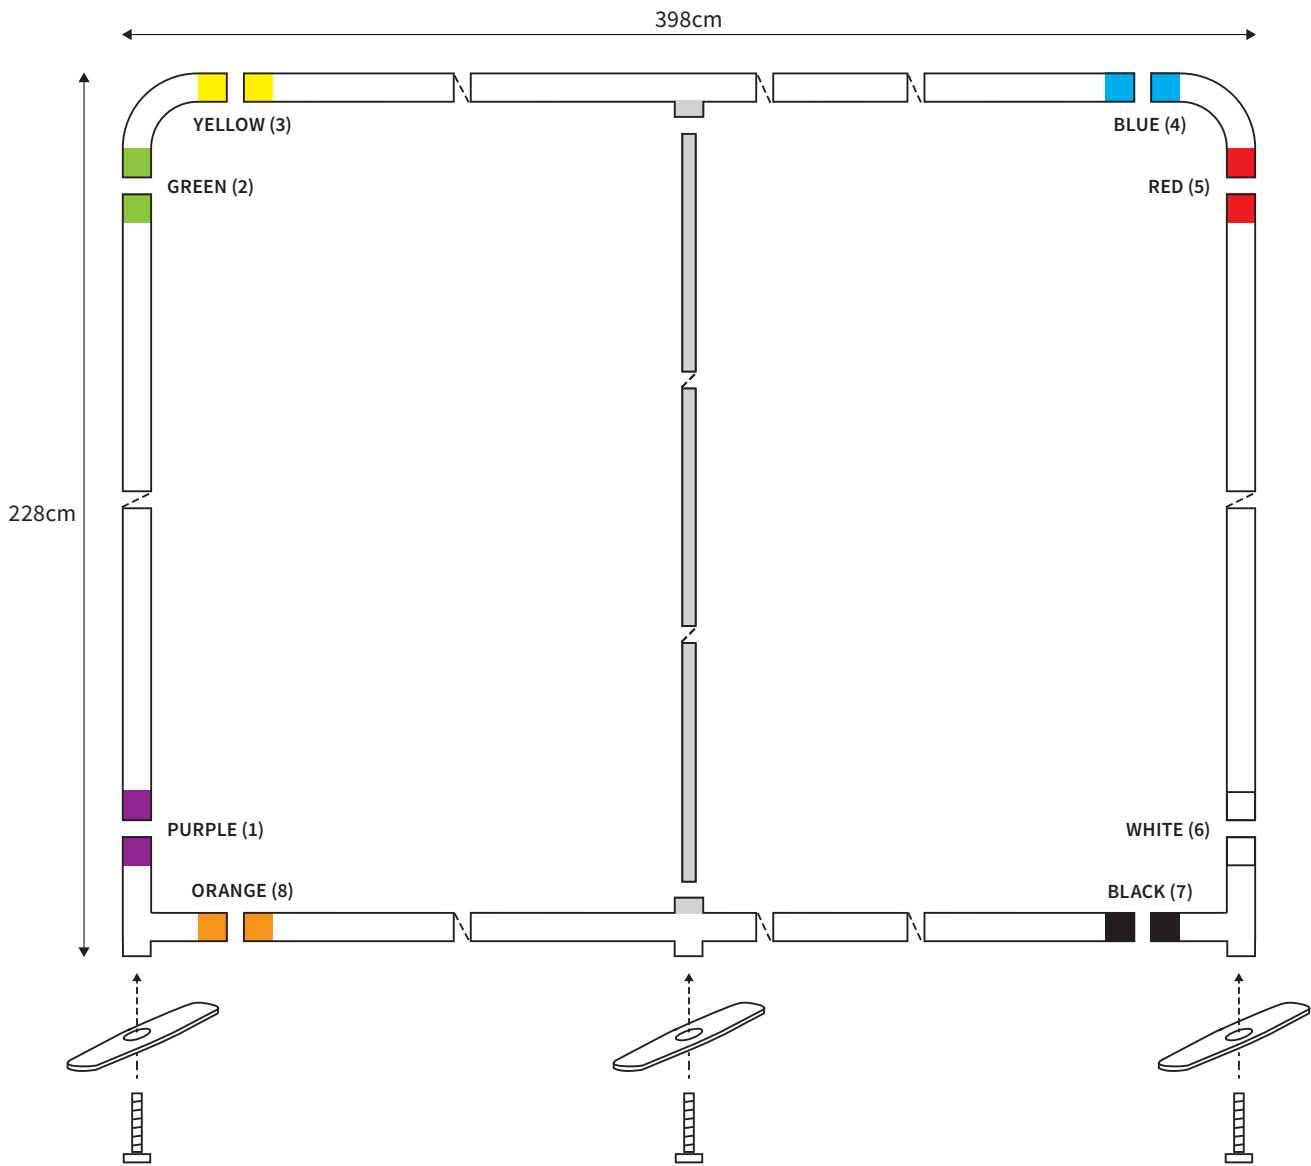 398cm
YELLOW (3)
BLUE (4)
GREEN (2)
RED (5)
228cm
PURPLE (1)
WHITE (6)
ORANGE (8)
BLACK (7)